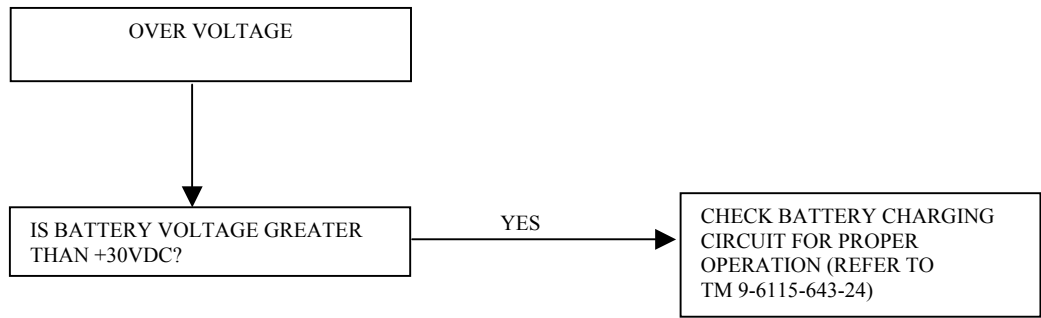 OVER VOLTAGE
IS BATTERY VOLTAGE GREATER
THAN +30VDC?
YES
CHECK BATTERY CHARGING
CIRCUIT FOR PROPER
OPERATION (REFER TO
TM 9-6115-643-24)